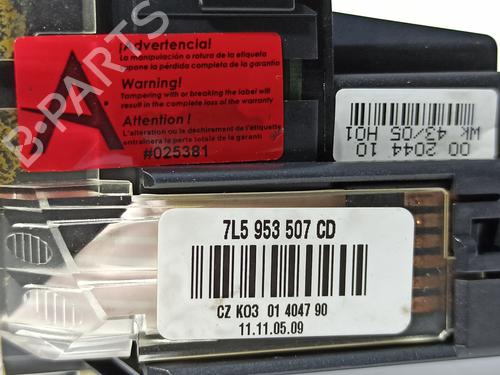 ¡Advertencia!
La manipulación o rotura de la etiqueta
supone la pérdida completa de la garantía
Warning!
Tampering with or breaking the label will
result in the complete loss of the warranty
Attention !
L'altération ou le déchirement de l'étiquette
entraînera la perte totale de la garantie
#025381
B-PARTS
00 2044 10
WK 43/05 H01
7L5 953 507 CD
CZ K03 01 4047 90
11.11.05.09